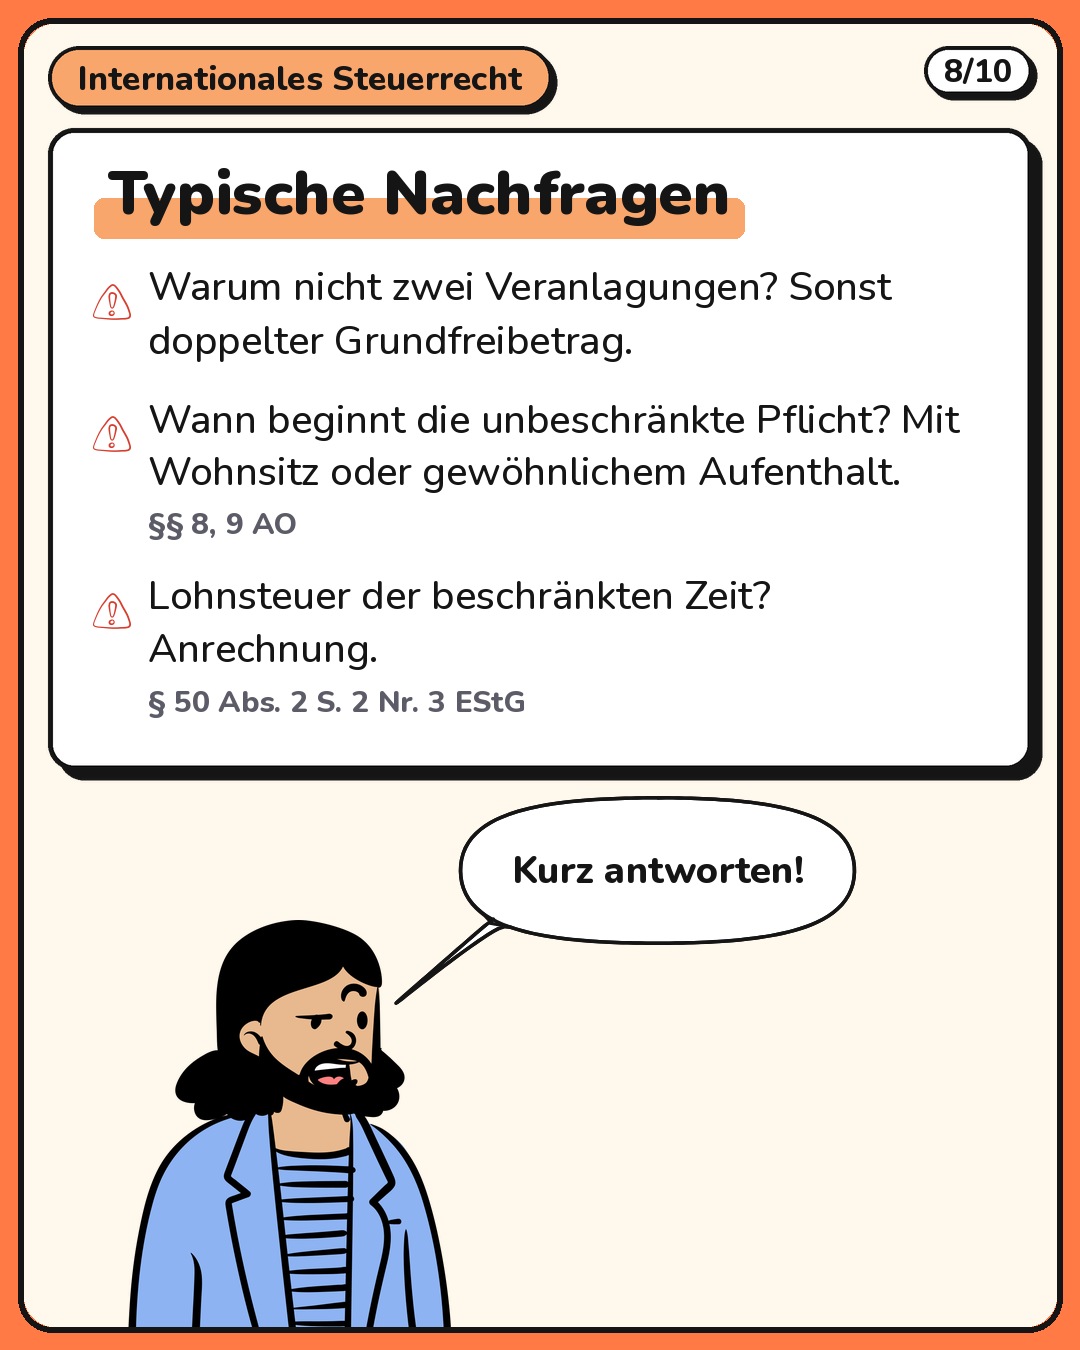 Internationales Steuerrecht
8/10
Typische Nachfragen
Warum nicht zwei Veranlagungen? Sonst
doppelter Grundfreibetrag.
Wann beginnt die unbeschränkte Pflicht? Mit
Wohnsitz oder gewöhnlichem Aufenthalt.
§§ 8, 9 AO
Lohnsteuer der beschränkten Zeit?
Anrechnung.
§ 50 Abs. 2 S. 2 Nr. 3 EStG
Kurz antworten!